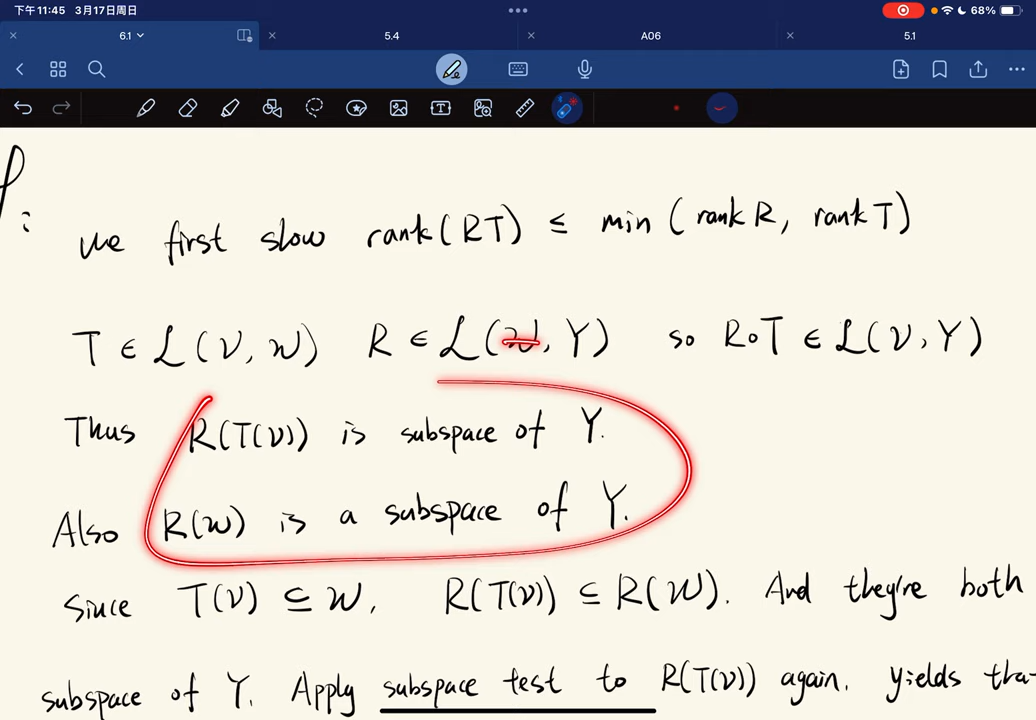 下午11:45 3月17日周日
68%
6.1
5.4
A06
5.1
P:
we first slow rank(RT) ≤ min (rank R, rank T)
T ∈ L(V, W) R ∈ L(W, Y) so R∘T ∈ L(V, Y)
Thus R(T(V)) is subspace of Y.
Also R(W) is a subspace of Y.
Since T(V) ⊆ W, R(T(V)) ⊆ R(W). And they're both
subspace of Y. Apply subspace test to R(T(V)) again. yields tha